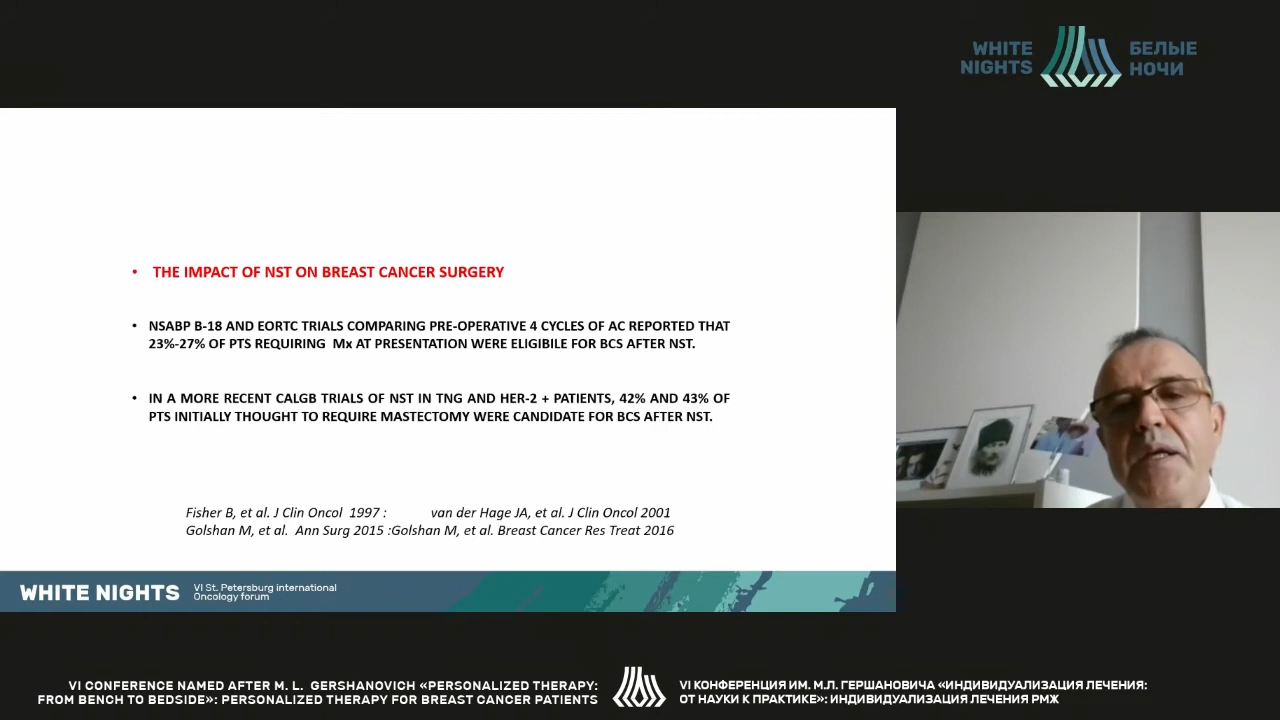 WHITE
NIGHTS
БЕЛЫЕ
НОЧИ
• THE IMPACT OF NST ON BREAST CANCER SURGERY
• NSABP B-18 AND EORTC TRIALS COMPARING PRE-OPERATIVE 4 CYCLES OF AC REPORTED THAT
23%-27% OF PTS REQUIRING Mx AT PRESENTATION WERE ELIGIBILE FOR BCS AFTER NST.
• IN A MORE RECENT CALGB TRIALS OF NST IN TNG AND HER-2 + PATIENTS, 42% AND 43% OF
PTS INITIALLY THOUGHT TO REQUIRE MASTECTOMY WERE CANDIDATE FOR BCS AFTER NST.
Fisher B, et al. J Clin Oncol 1997 : van der Hage JA, et al. J Clin Oncol 2001
Golshan M, et al. Ann Surg 2015 :Golshan M, et al. Breast Cancer Res Treat 2016
WHITE NIGHTS
VI St. Petersburg international
Oncology forum
VI CONFERENCE NAMED AFTER M. L. GERSHANOVICH «PERSONALIZED THERAPY:
FROM BENCH TO BEDSIDE»: PERSONALIZED THERAPY FOR BREAST CANCER PATIENTS
VI КОНФЕРЕНЦИЯ ИМ. М.Л. ГЕРШАНОВИЧА «ИНДИВИДУАЛИЗАЦИЯ ЛЕЧЕНИЯ:
ОТ НАУКИ К ПРАКТИКЕ»: ИНДИВИДУАЛИЗАЦИЯ ЛЕЧЕНИЯ РМЖ